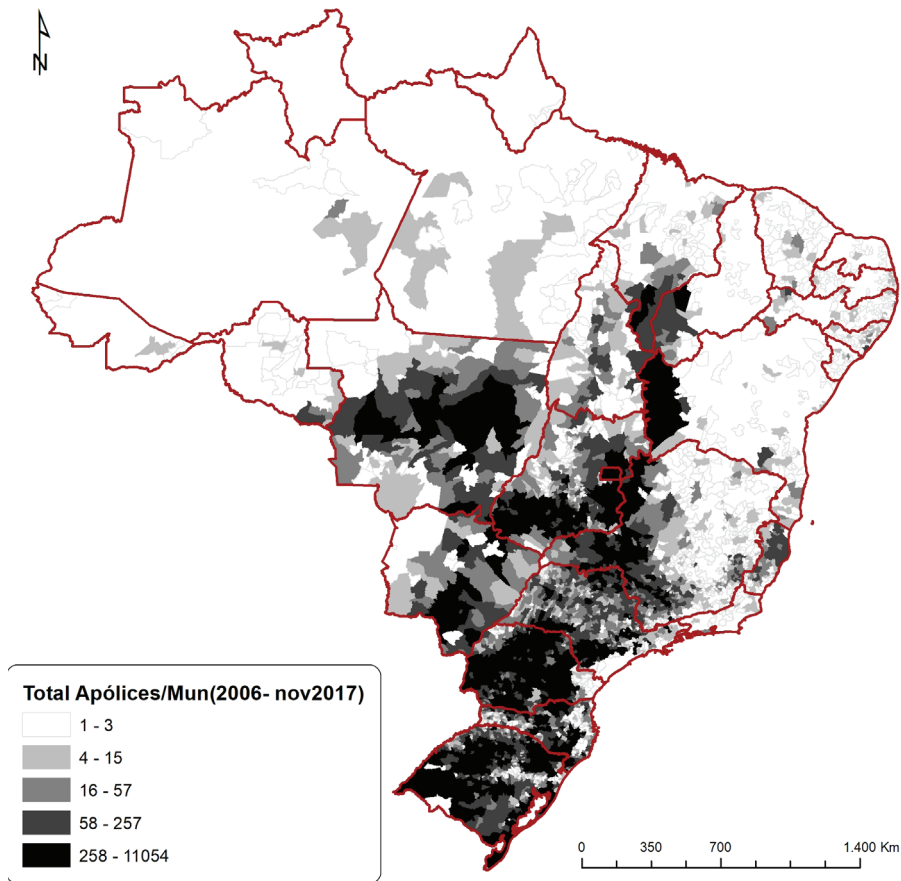 N
Total Apólices/Mun(2006- nov2017)
1 - 3
4 - 15
16 - 57
58 - 257
258 - 11054
0 350 700 1.400 Km